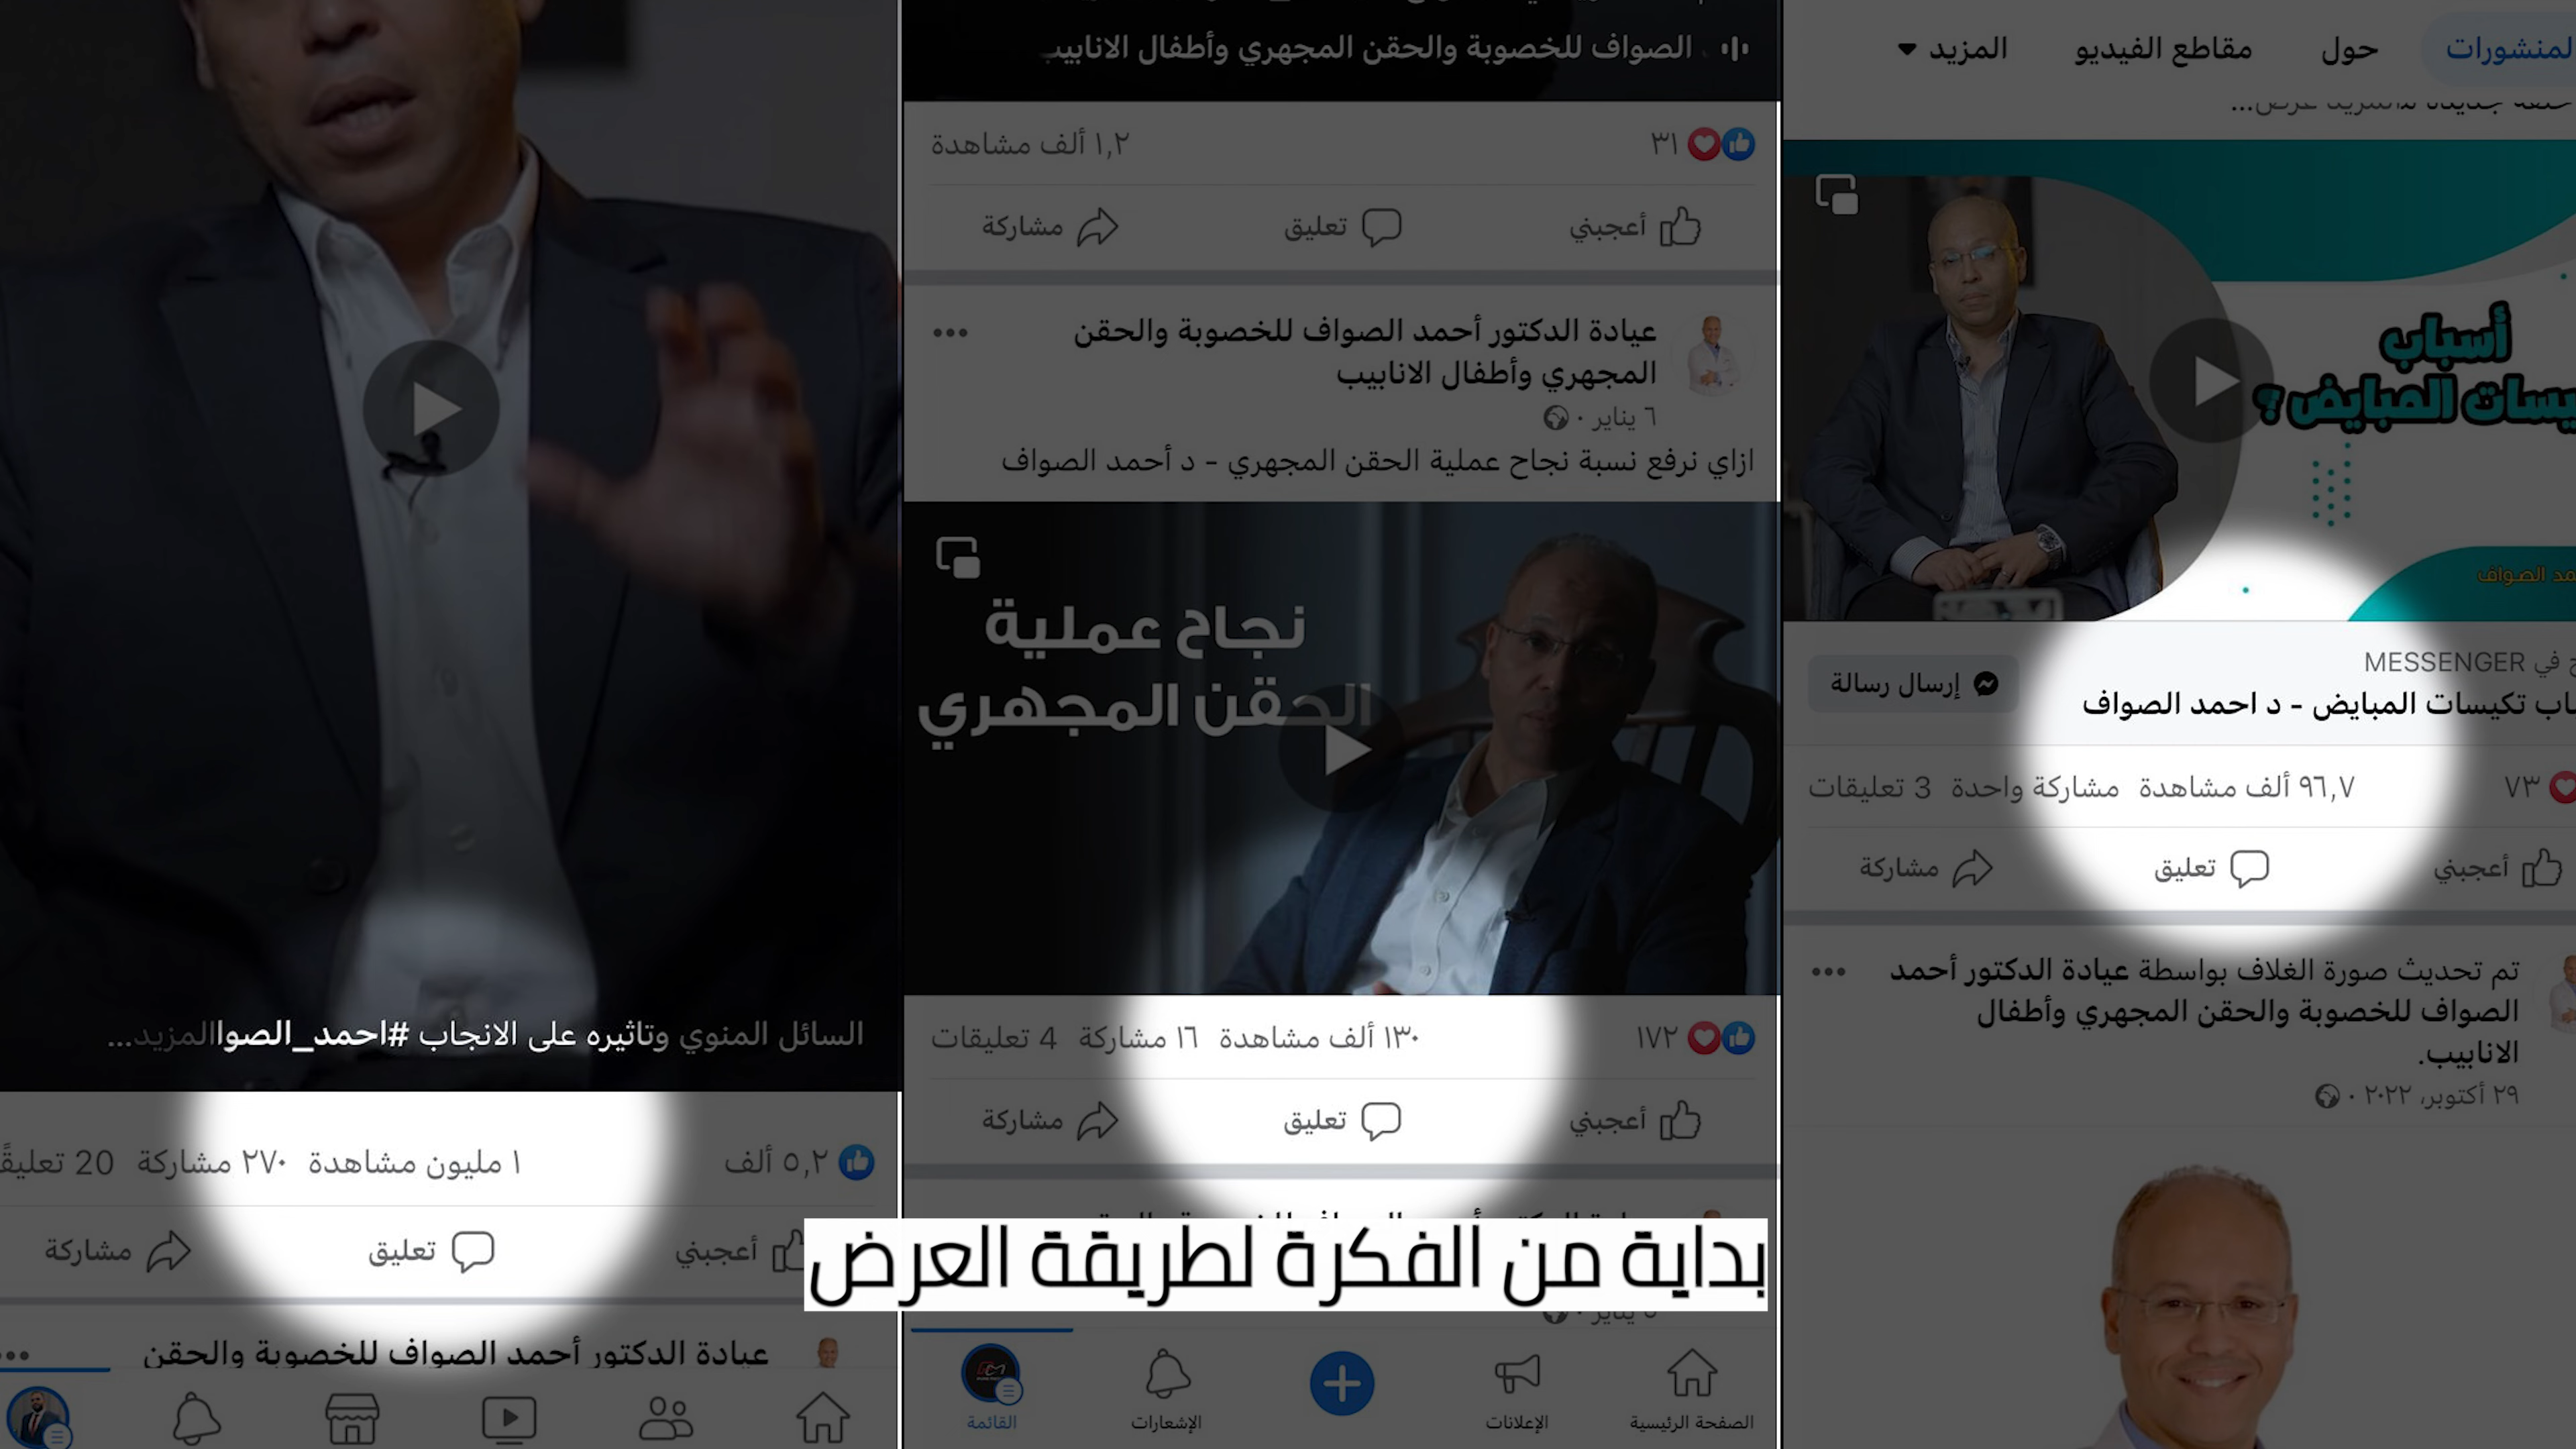 المزيد
مقاطع الفيديو
حول
لمنشورات
أسباب
المبايض ؟
إرسال رسالة
في MESSENGER
تكيسات المبايض - د احمد الصواف
٧٣
٩٦,٧ ألف مشاهدة
مشاركة واحدة
3 تعليقات
أعجبني
تعليق
مشاركة
تم تحديث صورة الغلاف بواسطة عيادة الدكتور أحمد
الصواف للخصوبة والحقن المجهري وأطفال
الانابيب.
٢٩ أكتوبر، ٢٠٢٢
الصواف للخصوبة والحقن المجهري وأطفال الانابيب
٣١
١,٢ ألف مشاهدة
أعجبني
تعليق
مشاركة
عيادة الدكتور أحمد الصواف للخصوبة والحقن
المجهري وأطفال الانابيب
٦ يناير
ازاي نرفع نسبة نجاح عملية الحقن المجهري - د أحمد الصواف
نجاح عملية
الحقن المجهري
١٧٢
١٣٠ ألف مشاهدة
١٦ مشاركة
4 تعليقات
أعجبني
تعليق
مشاركة
بداية من الفكرة لطريقة العرض
الصفحة الرئيسية
الإعلانات
الإشعارات
القائمة
السائل المنوي وتاثيره على الانجاب #احمد_الصواالمزيد...
٥,٢ ألف
١ مليون مشاهدة
٢٧٠ مشاركة
20 تعليقًا
أعجبني
تعليق
مشاركة
عيادة الدكتور أحمد الصواف للخصوبة والحقن